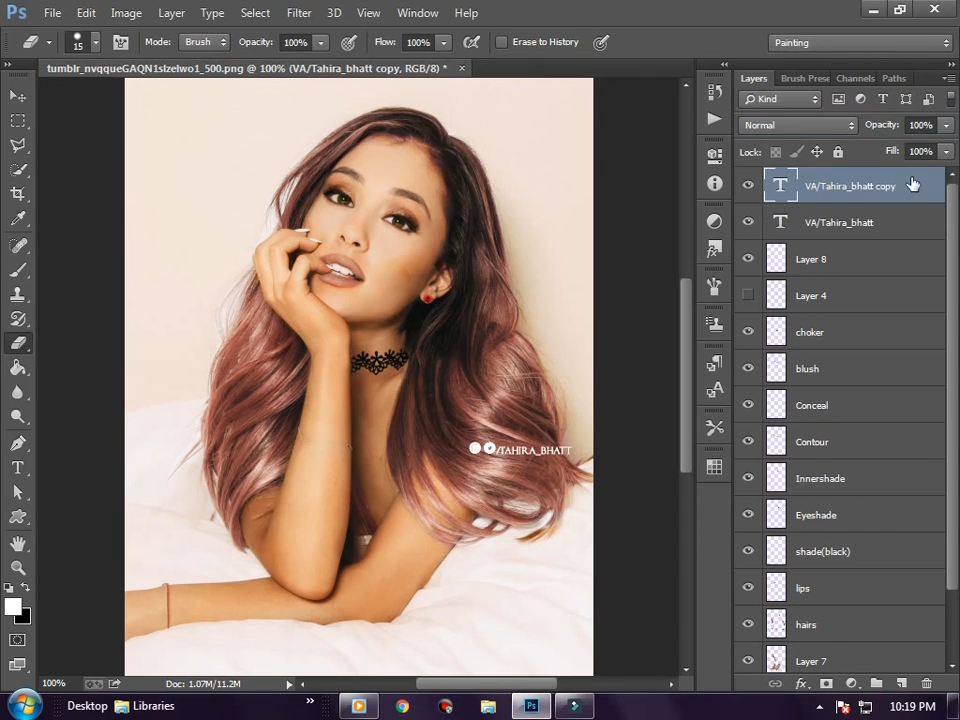 Ps File Edit Image Layer Type Select Filter 3D View Window Help
15 Mode: Brush Opacity: 100% Flow: 100% Erase to History Painting
tumblr_nvqqueGAQN1slzelwo1_500.png @ 100% (VA/Tahira_bhatt copy, RGB/8) *
Layers Brush Prese Channels Paths
Kind
Normal Opacity: 100%
Lock: Fill: 100%
T VA/Tahira_bhatt copy
T VA/Tahira_bhatt
Layer 8
Layer 4
choker
blush
Conceal
/TAHIRA_BHATT
Contour
Innershade
Eyeshade
shade(black)
lips
hairs
Layer 7
100% Doc: 1.07M/11.2M
Desktop Libraries Ps 10:19 PM